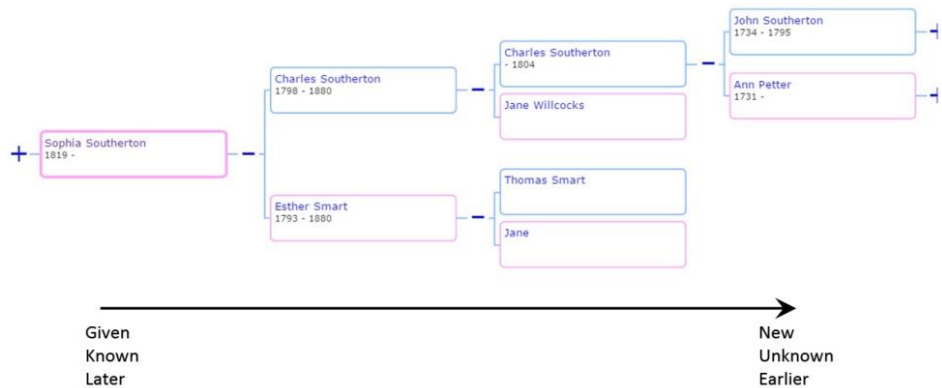 Sophia Southerton
1819 -
Charles Southerton
1798 - 1880
Esther Smart
1793 - 1880
Charles Southerton
- 1804
Jane Willcocks
Thomas Smart
Jane
John Southerton
1734 - 1795
Ann Petter
1731 -
Given
Known
Later
New
Unknown
Earlier